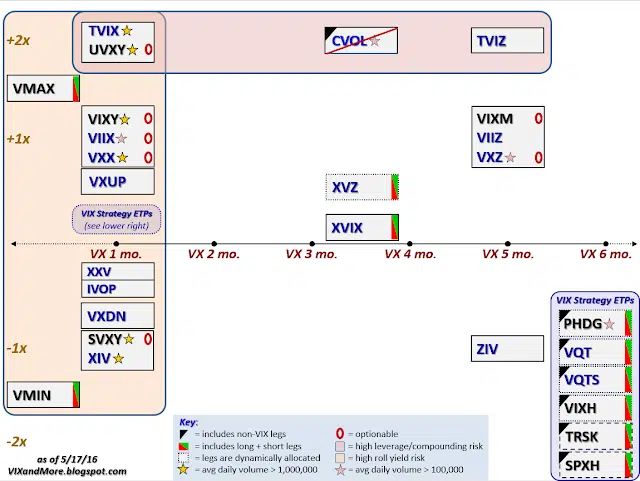 +2x
TVIX
UVXY 0
CVOL
TVIZ
VMAX
+1x
VIXY 0
VIIX 0
VXX 0
VIXM 0
VIIZ
VXZ 0
VXUP
XVZ
VIX Strategy ETPs
(see lower right)
XVIX
VX 1 mo. VX 2 mo. VX 3 mo. VX 4 mo. VX 5 mo. VX 6 mo.
XXV
IVOP
VXDN
-1x
SVXY 0
XIV
ZIV
VMIN
VIX Strategy ETPs
PHDG
VQT
VQTS
VIXH
TRSK
SPXH
-2x
as of 5/17/16
VIXandMore.blogspot.com
Key:
= includes non-VIX legs
0 = optionable
= includes long + short legs
= high leverage/compounding risk
= legs are dynamically allocated
= high roll yield risk
= avg daily volume > 1,000,000
= avg daily volume > 100,000